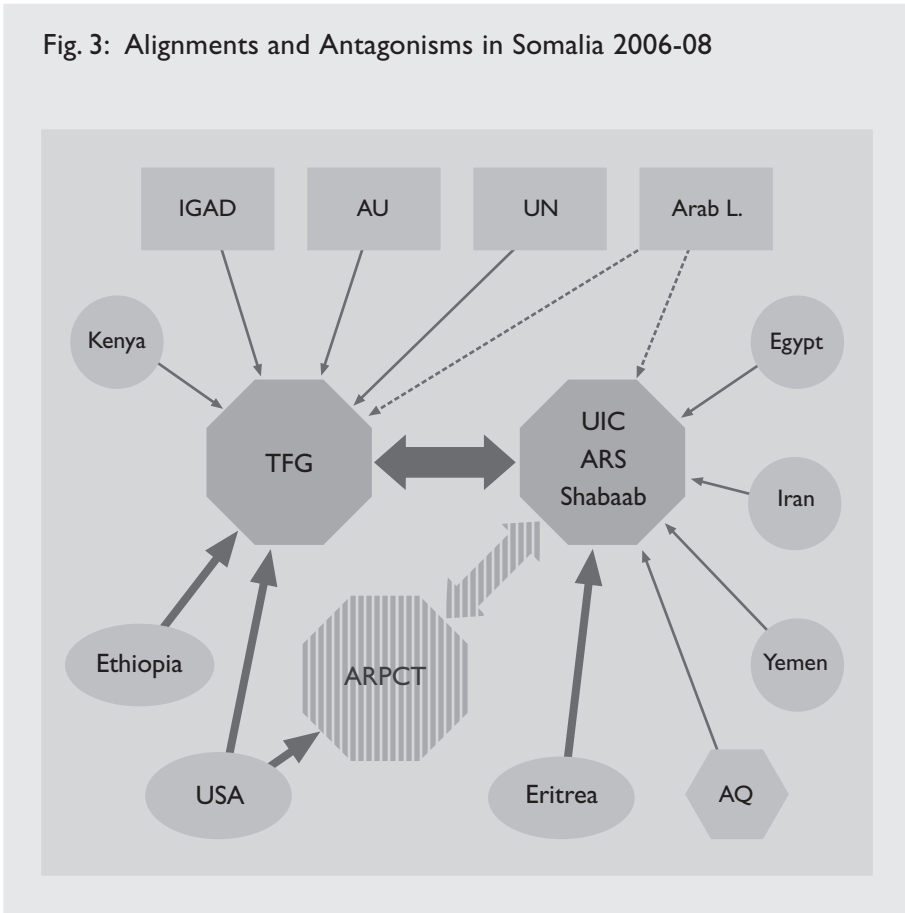 Fig. 3: Alignments and Antagonisms in Somalia 2006-08
IGAD
AU
UN
Arab L.
Kenya
Egypt
TFG
UIC
ARS
Shabaab
Iran
Ethiopia
ARPCT
Yemen
USA
Eritrea
AQ